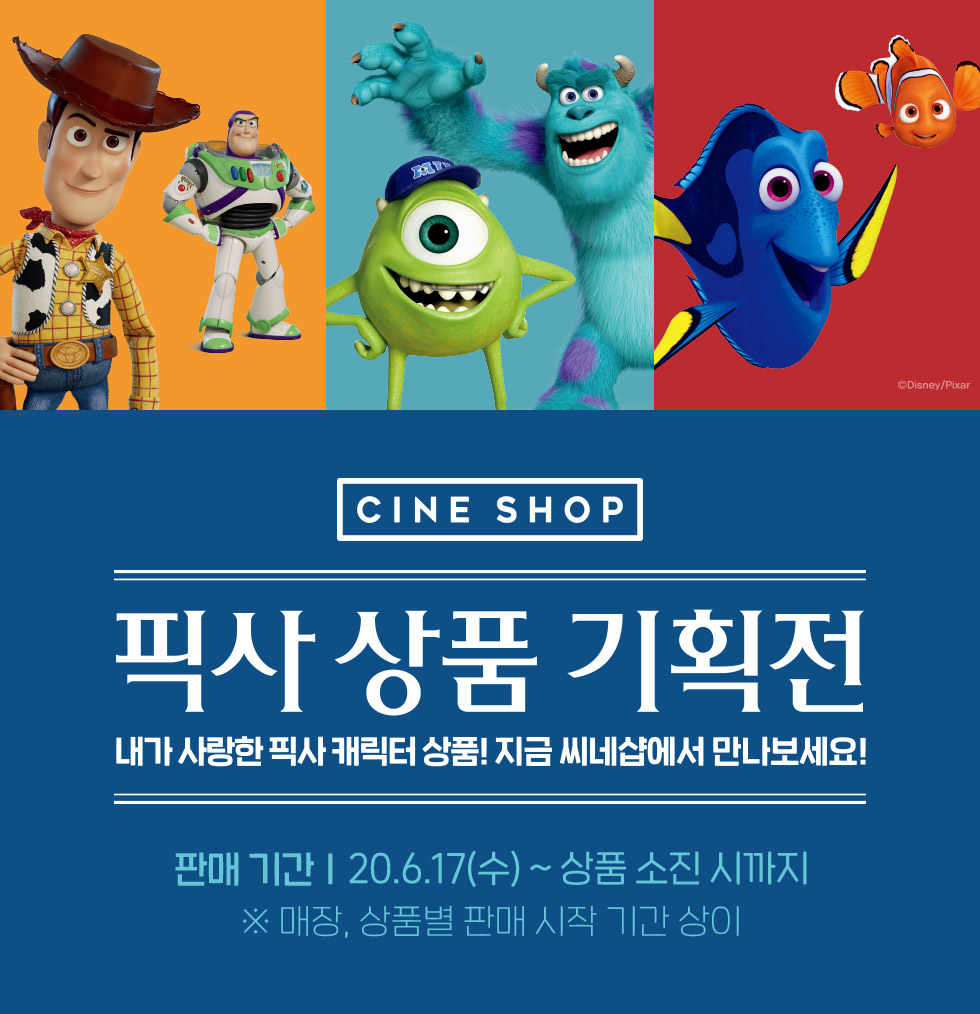 MU
©Disney/Pixar
CINE SHOP
픽사 상품 기획전
내가 사랑한 픽사 캐릭터 상품! 지금 씨네샵에서 만나보세요!
판매 기간 | 20.6.17(수) ~ 상품 소진 시까지
※ 매장, 상품별 판매 시작 기간 상이